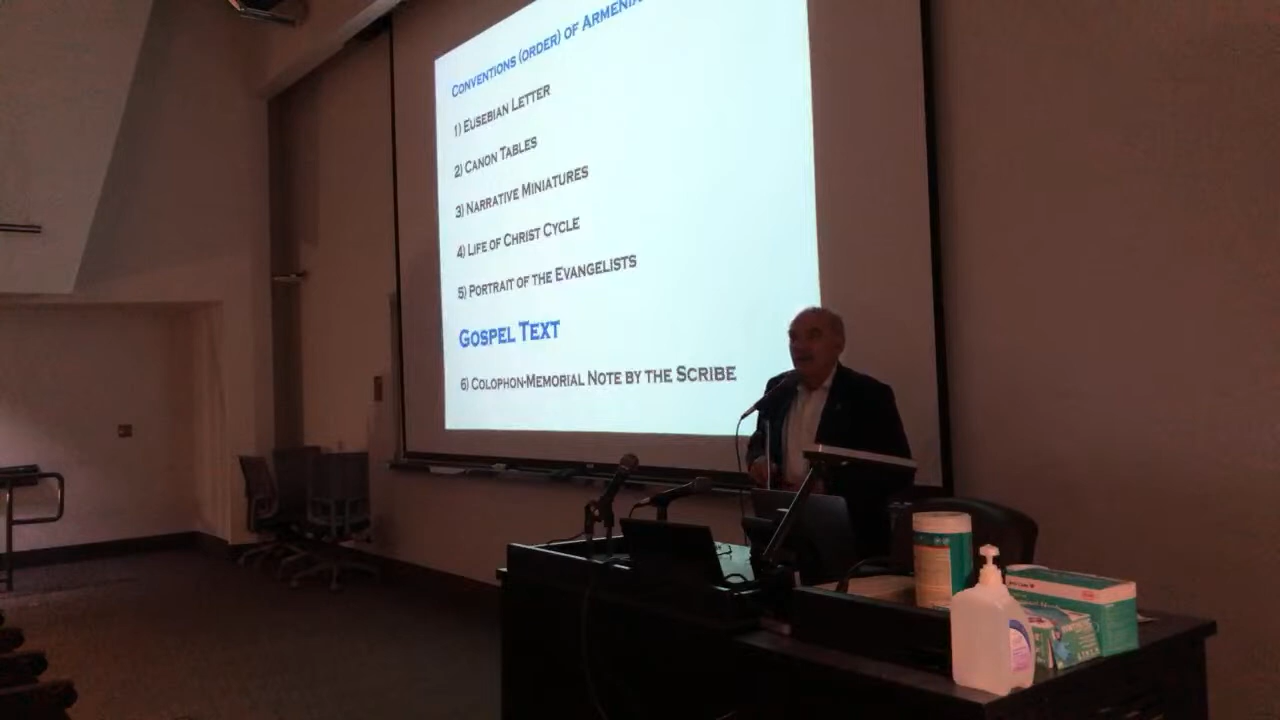 Conventions (order) of Armenia
1) Eusebian Letter
2) Canon Tables
3) Narrative Miniatures
4) Life of Christ Cycle
5) Portrait of the Evangelists
Gospel Text
6) Colophon-Memorial Note by the Scribe